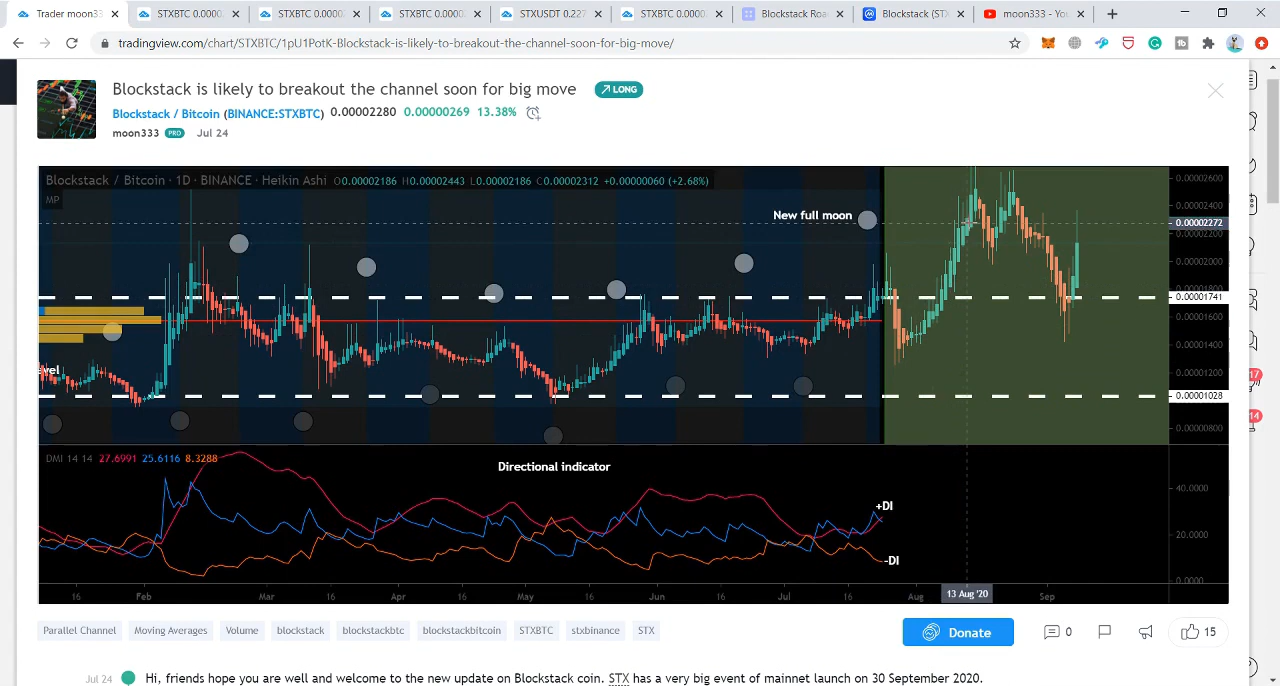 Trader moon33
STXBTC 0.0000
STXBTC 0.0000
STXBTC 0.0000
STXUSDT 0.227
STXBTC 0.0000
Blockstack Roa
Blockstack (STX
moon333 - You
tradingview.com/chart/STXBTC/1pU1PotK-Blockstack-is-likely-to-breakout-the-channel-soon-for-big-move/
Blockstack is likely to breakout the channel soon for big move
LONG
Blockstack / Bitcoin (BINANCE:STXBTC) 0.00002280 0.00000269 13.38%
moon333 PRO Jul 24
Blockstack / Bitcoin · 1D · BINANCE · Heikin Ashi O0.00002186 H0.00002443 L0.00002186 C0.00002312 +0.00000060 (+2.68%)
MP
New full moon
0.00002600
0.00002400
0.00002272
0.00002200
0.00002000
0.00001800
0.00001741
0.00001600
0.00001400
0.00001200
0.00001028
0.00000800
evel
DMI 14 14 27.6991 25.6116 8.3288
Directional indicator
+DI
-DI
40.0000
20.0000
0.0000
16 Feb Mar 16 Apr 16 May 16 Jun 16 Jul 16 Aug 13 Aug '20 Sep
17
14
Parallel Channel Moving Averages Volume blockstack blockstackbtc blockstackbitcoin STXBTC stxbinance STX
Donate
0
15
Jul 24 Hi, friends hope you are well and welcome to the new update on Blockstack coin. STX has a very big event of mainnet launch on 30 September 2020.